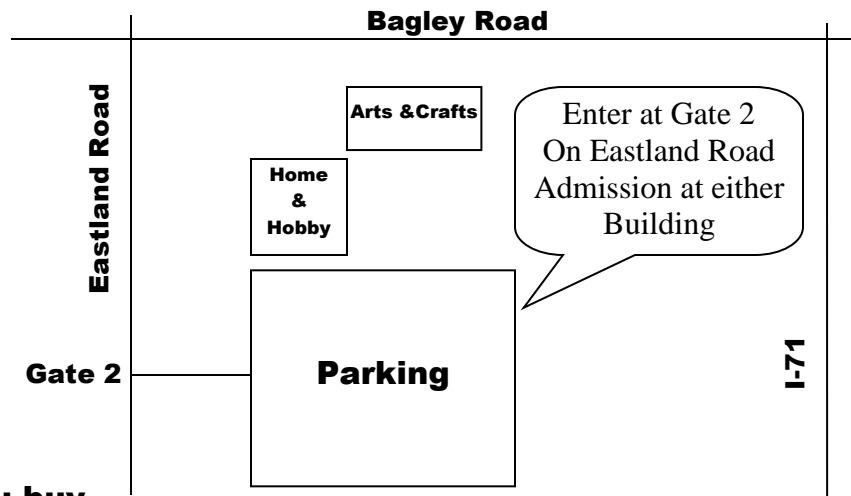 Bagley Road
Eastland Road
Arts &Crafts
Home
&
Hobby
Enter at Gate 2
On Eastland Road
Admission at either
Building
Gate 2
Parking
I-71
buy